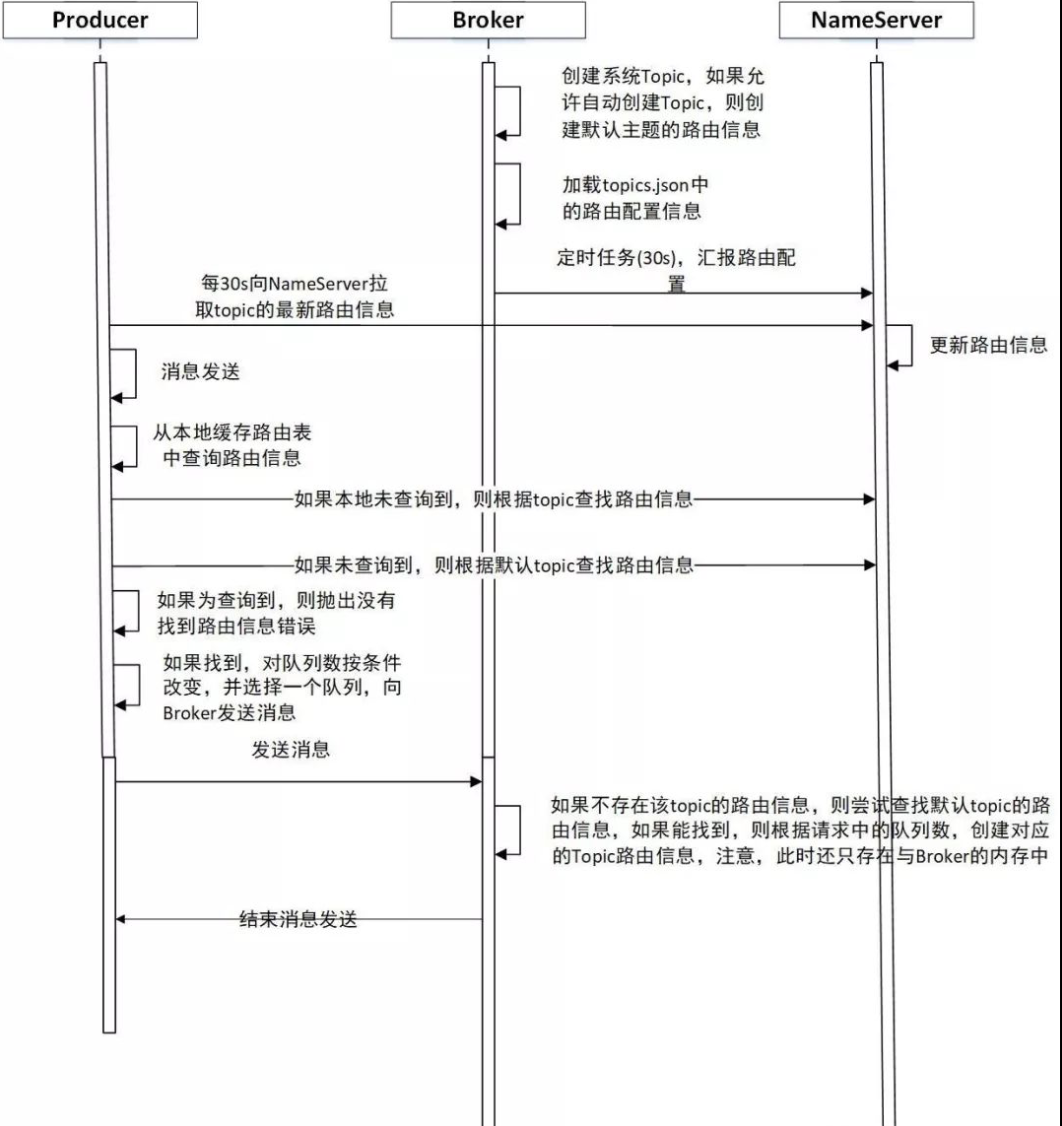 Producer
Broker
NameServer
创建系统Topic，如果允
许自动创建Topic，则创
建默认主题的路由信息
加载topics.json中
的路由配置信息
定时任务(30s)，汇报路由配
置
每30s向NameServer拉
取topic的最新路由信息
更新路由信息
消息发送
从本地缓存路由表
中查询路由信息
如果本地未查询到，则根据topic查找路由信息
如果未查询到，则根据默认topic查找路由信息
如果为查询到，则抛出没有
找到路由信息错误
如果找到，对队列数按条件
改变，并选择一个队列，向
Broker发送消息
发送消息
如果不存在该topic的路由信息，则尝试查找默认topic的路
由信息，如果能找到，则根据请求中的队列数，创建对应
的Topic路由信息，注意，此时还只存在与Broker的内存中
结束消息发送